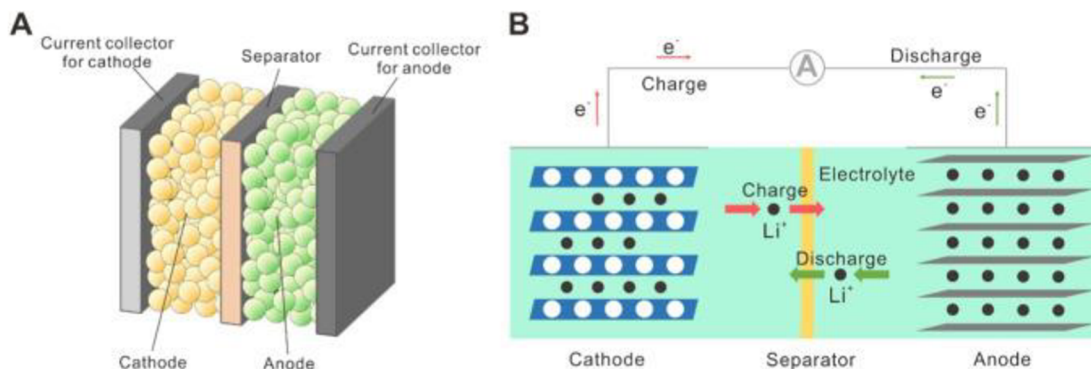 A
Current collector
for cathode
Separator
Current collector
for anode
Cathode
Anode
B
e-
Charge
A
Discharge
e-
e-
e-
Electrolyte
Charge
Li+
Discharge
Li+
Cathode
Separator
Anode